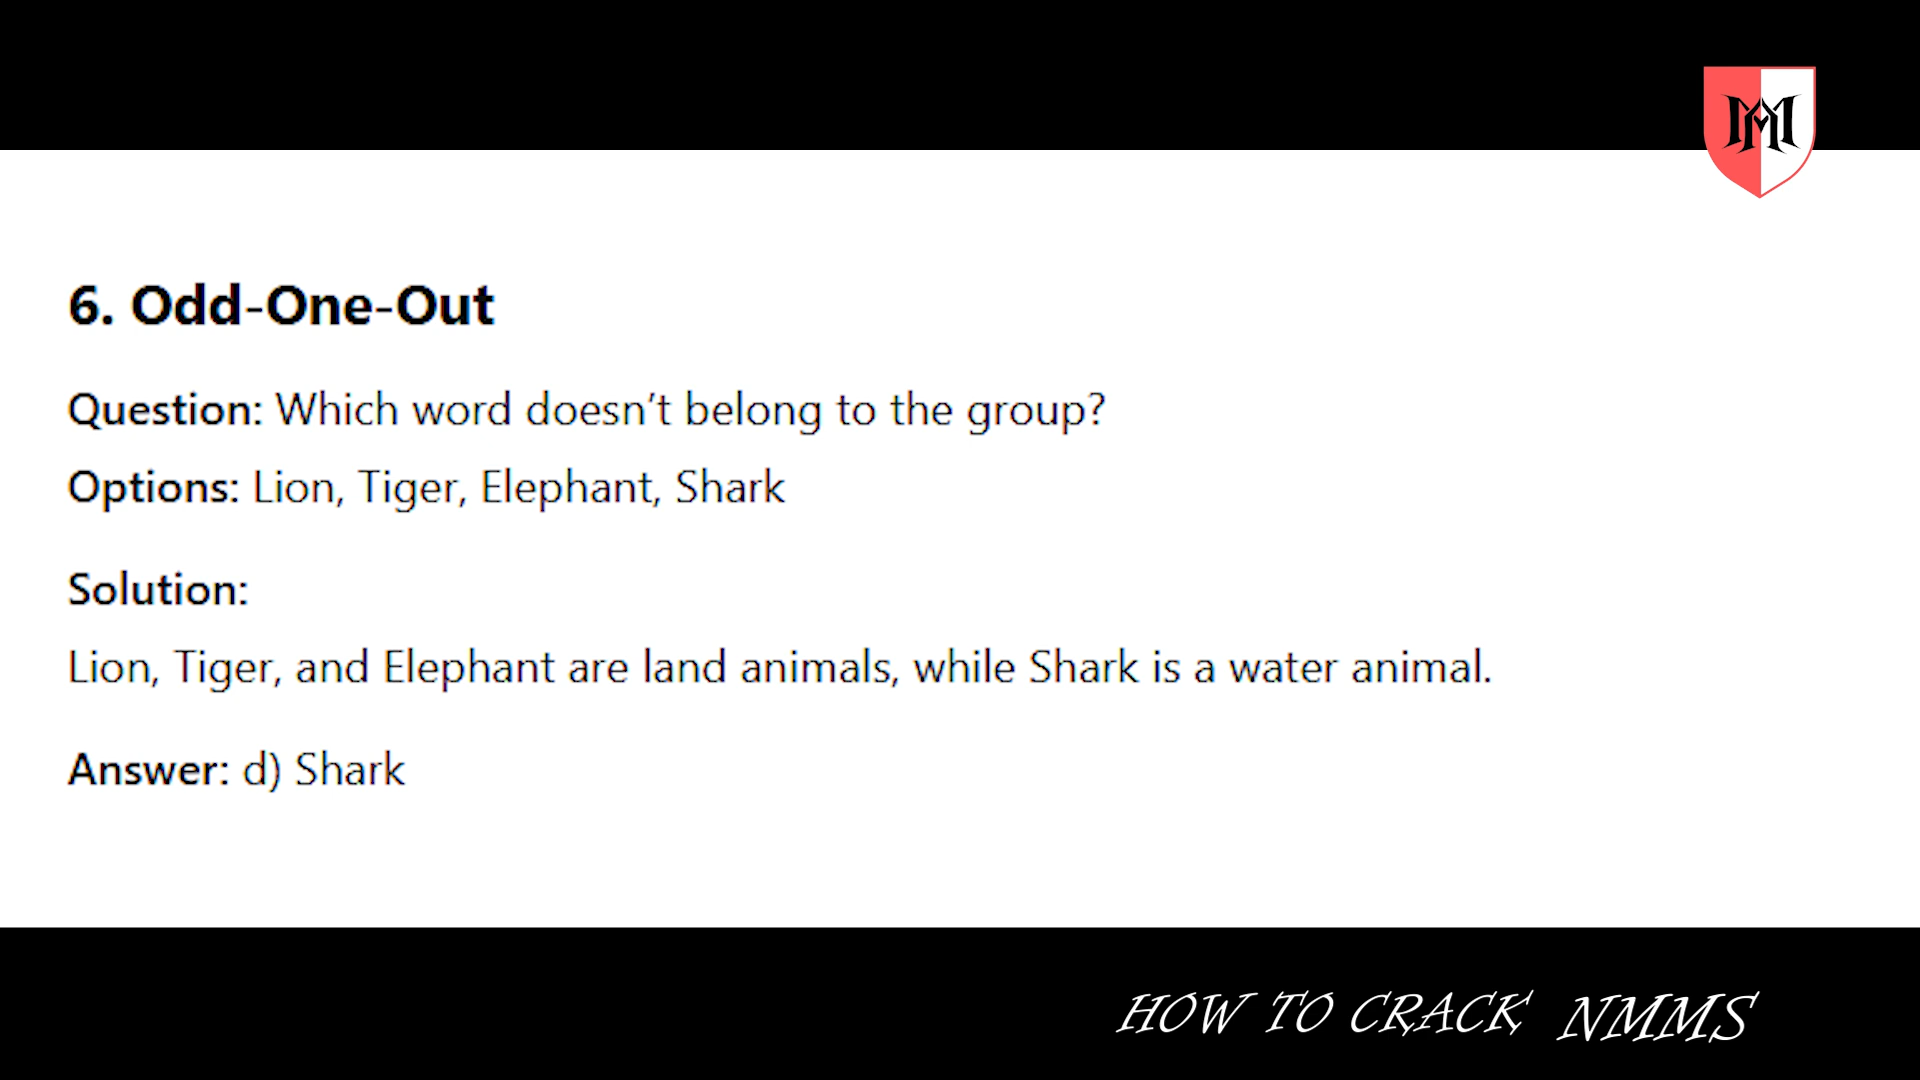 6. Odd-One-Out
Question: Which word doesn’t belong to the group?
Options: Lion, Tiger, Elephant, Shark
Solution:
Lion, Tiger, and Elephant are land animals, while Shark is a water animal.
Answer: d) Shark
HOW TO CRACK NMMS